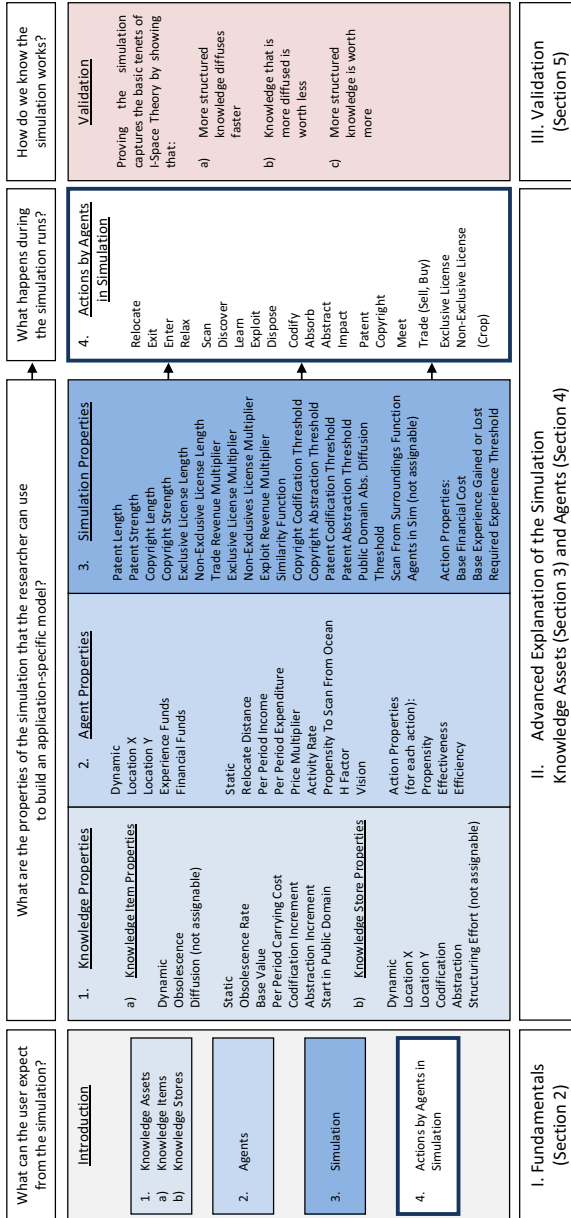 What can the user expect
from the simulation?
What are the properties of the simulation that the researcher can use
to build an application-specific model?
What happens during
the simulation runs?
How do we know the
simulation works?
Introduction
1. Knowledge Assets
a) Knowledge Items
b) Knowledge Stores
2. Agents
3. Simulation
4. Actions by Agents in
Simulation
1. Knowledge Properties
a) Knowledge Item Properties
Dynamic
Obsolescence
Diffusion (not assignable)
Static
Obsolescence Rate
Base Value
Per Period Carrying Cost
Codification Increment
Abstraction Increment
Start in Public Domain
b) Knowledge Store Properties
Dynamic
Location X
Location Y
Codification
Abstraction
Structuring Effort (not assignable)
2. Agent Properties
Dynamic
Location X
Location Y
Experience Funds
Financial Funds
Static
Relocate Distance
Per Period Income
Per Period Expenditure
Price Multiplier
Activity Rate
Propensity To Scan From Ocean
H Factor
Vision
Action Properties
(for each action):
Propensity
Effectiveness
Efficiency
3. Simulation Properties
Patent Length
Patent Strength
Copyright Length
Copyright Strength
Exclusive License Length
Non-Exclusive License Length
Trade Revenue Multiplier
Exclusive License Multiplier
Non-Exclusives License Multiplier
Exploit Revenue Multiplier
Similarity Function
Copyright Codification Threshold
Copyright Abstraction Threshold
Patent Codification Threshold
Patent Abstraction Threshold
Public Domain Abs. Diffusion
Threshold
Scan From Surroundings Function
Agents in Sim (not assignable)
Action Properties:
Base Financial Cost
Base Experience Gained or Lost
Required Experience Threshold
4. Actions by Agents
in Simulation
Relocate
Exit
Enter
Relax
Scan
Discover
Learn
Exploit
Dispose
Codify
Absorb
Abstract
Impact
Patent
Copyright
Meet
Trade (Sell, Buy)
Exclusive License
Non-Exclusive License
(Crop)
Validation
Proving the simulation
captures the basic tenets of
I-Space Theory by showing
that:
a) More structured
knowledge diffuses
faster
b) Knowledge that is
more diffused is
worth less
c) More structured
knowledge is worth
more
I. Fundamentals
(Section 2)
II. Advanced Explanation of the Simulation
Knowledge Assets (Section 3) and Agents (Section 4)
III. Validation
(Section 5)